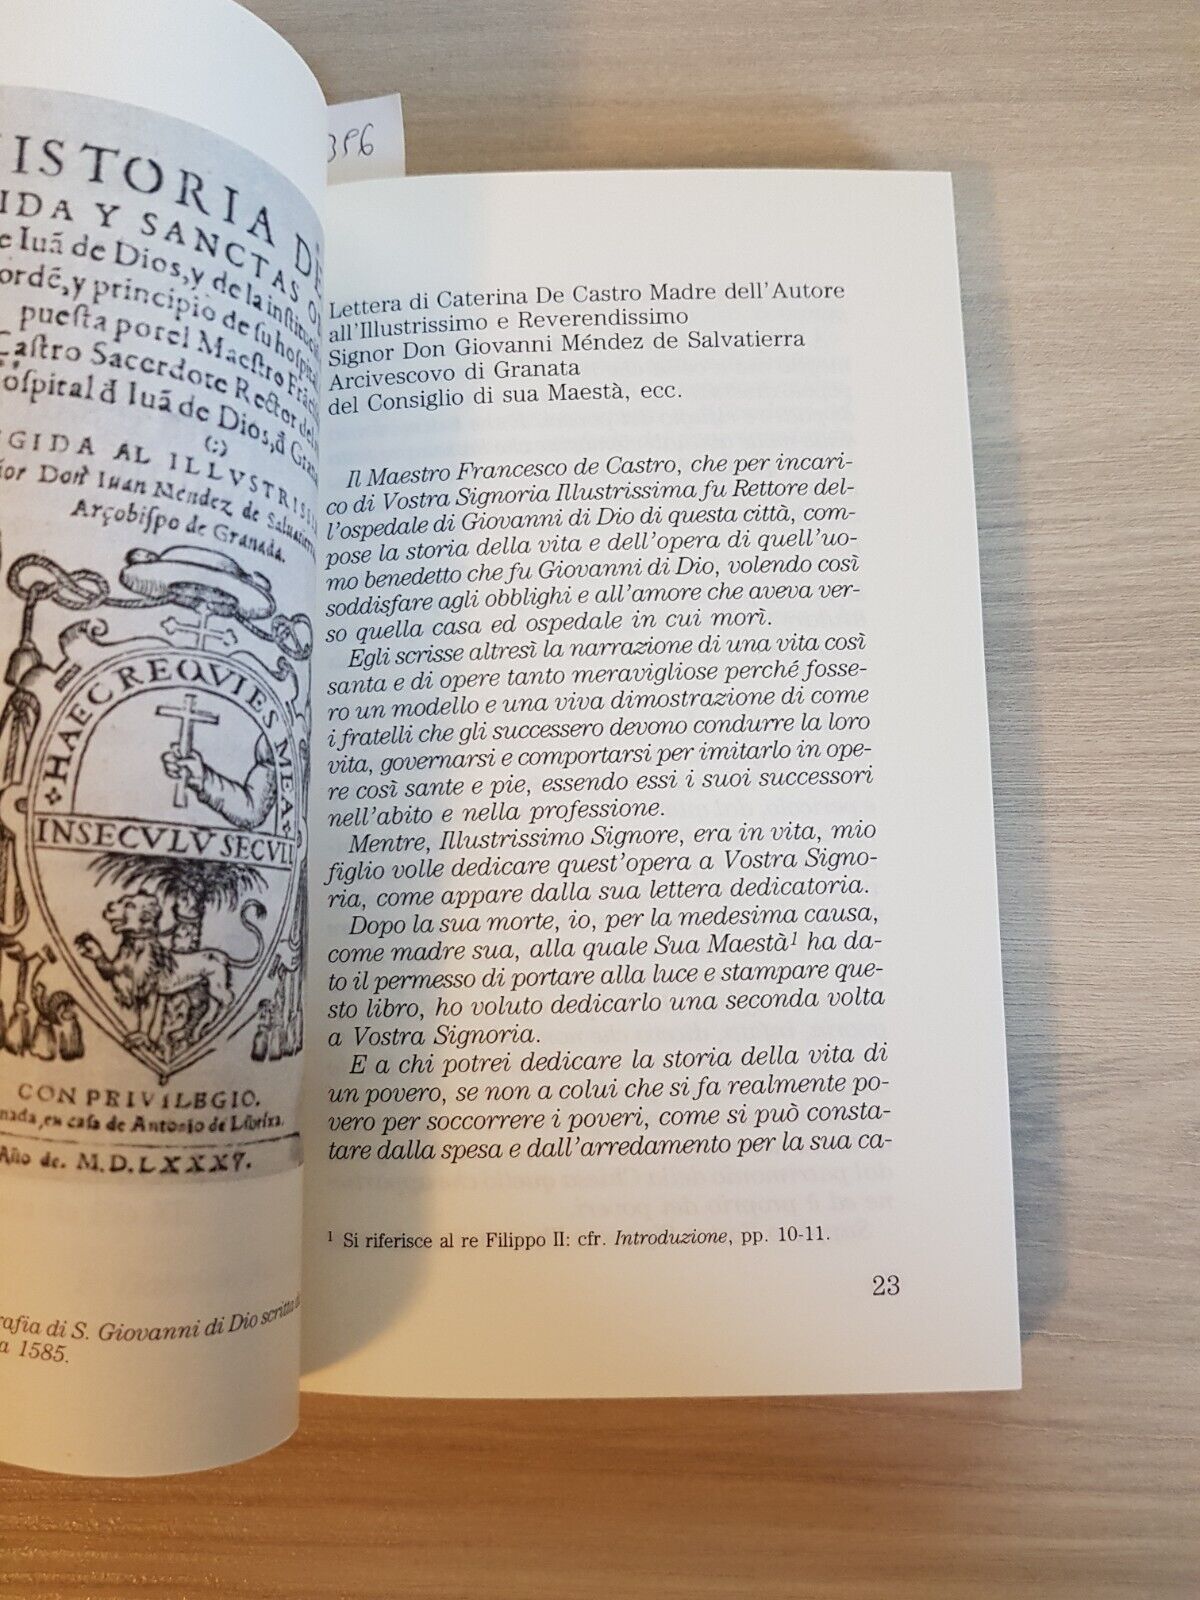 396
HISTORIA DE
IDA Y SANCTAS O
e Iuã de Dios, y de la institució
ordẽ, y principio de su hospital
puesta por el Maestro Frãci
Castro Sacerdote Rector del
ospital đ Iuã de Dios, đ Gra
(:)
GIDA AL ILLVSTRISSI
ior Don Iuan Mendez de Saluatierra
Arçobispo de Granada.
HAEC REQVIES MEA
IN SECVLV SECVLI
CON PRIVILEGIO.
nada, en casa de Antonio de Librixa.
Año de. M.D.LXXXV.
rafia di S. Giovanni di Dio scritta
a 1585.
Lettera di Caterina De Castro Madre dell'Autore
all'Illustrissimo e Reverendissimo
Signor Don Giovanni Méndez de Salvatierra
Arcivescovo di Granata
del Consiglio di sua Maestà, ecc.
Il Maestro Francesco de Castro, che per incari-
co di Vostra Signoria Illustrissima fu Rettore del-
l'ospedale di Giovanni di Dio di questa città, com-
pose la storia della vita e dell'opera di quell'uo-
mo benedetto che fu Giovanni di Dio, volendo così
soddisfare agli obblighi e all'amore che aveva ver-
so quella casa ed ospedale in cui morì.
Egli scrisse altresì la narrazione di una vita così
santa e di opere tanto meravigliose perché fosse-
ro un modello e una viva dimostrazione di come
i fratelli che gli successero devono condurre la loro
vita, governarsi e comportarsi per imitarlo in ope-
re così sante e pie, essendo essi i suoi successori
nell'abito e nella professione.
Mentre, Illustrissimo Signore, era in vita, mio
figlio volle dedicare quest'opera a Vostra Signo-
ria, come appare dalla sua lettera dedicatoria.
Dopo la sua morte, io, per la medesima causa,
come madre sua, alla quale Sua Maestà¹ ha da-
to il permesso di portare alla luce e stampare que-
sto libro, ho voluto dedicarlo una seconda volta
a Vostra Signoria.
E a chi potrei dedicare la storia della vita di
un povero, se non a colui che si fa realmente po-
vero per soccorrere i poveri, come si può consta-
tare dalla spesa e dall'arredamento per la sua ca-
¹ Si riferisce al re Filippo II: cfr. Introduzione, pp. 10-11.
23